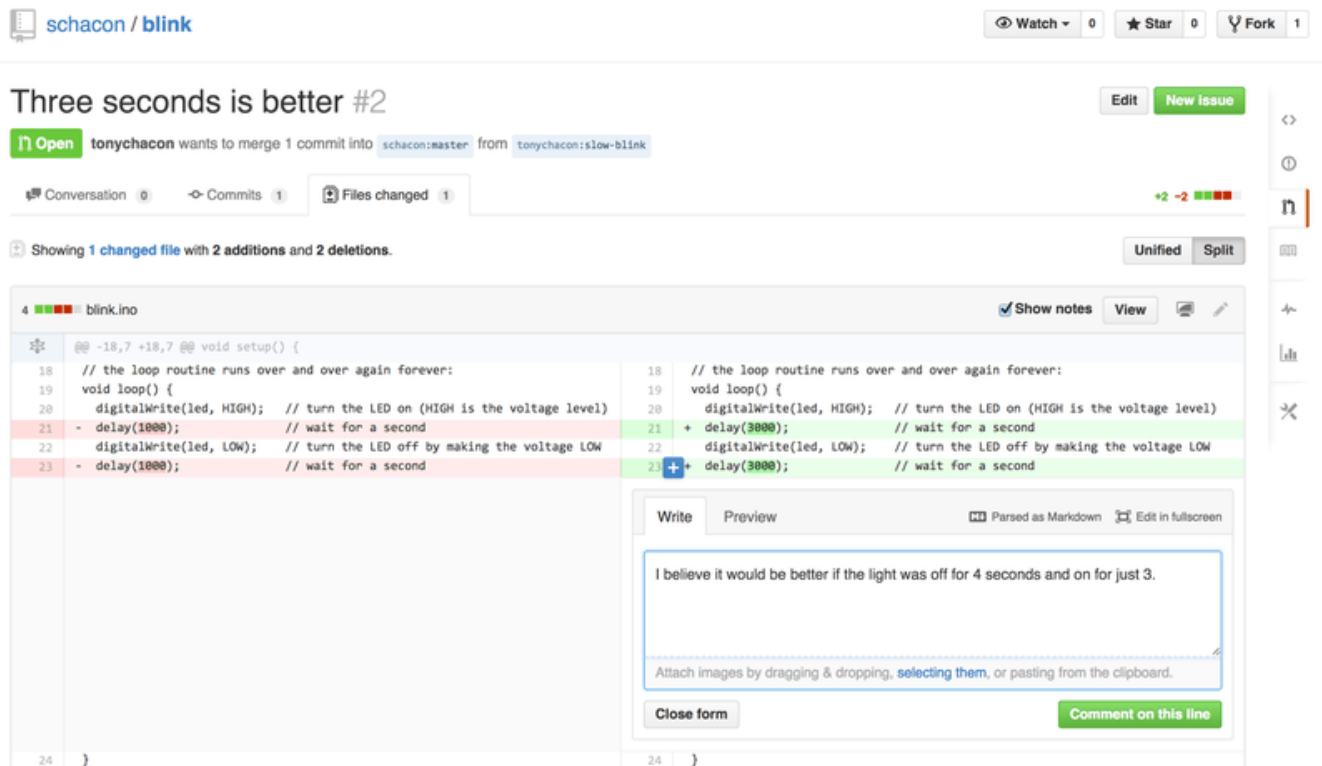 schacon / blink
Watch 0 Star 0 Fork 1
Three seconds is better #2
Edit New issue
Open tonychacon wants to merge 1 commit into schacon:master from tonychacon:slow-blink
Conversation 0 Commits 1 Files changed 1 +2 −2
Showing 1 changed file with 2 additions and 2 deletions.
Unified Split
4 blink.ino Show notes View
@@ -18,7 +18,7 @@ void setup() {
18 // the loop routine runs over and over again forever: 18 // the loop routine runs over and over again forever:
19 void loop() { 19 void loop() {
20 digitalWrite(led, HIGH); // turn the LED on (HIGH is the voltage level) 20 digitalWrite(led, HIGH); // turn the LED on (HIGH is the voltage level)
21 - delay(1000); // wait for a second 21 + delay(3000); // wait for a second
22 digitalWrite(led, LOW); // turn the LED off by making the voltage LOW 22 digitalWrite(led, LOW); // turn the LED off by making the voltage LOW
23 - delay(1000); // wait for a second 23 + + delay(3000); // wait for a second
Write Preview Parsed as Markdown Edit in fullscreen
I believe it would be better if the light was off for 4 seconds and on for just 3.
Attach images by dragging & dropping, selecting them, or pasting from the clipboard.
Close form Comment on this line
24 } 24 }